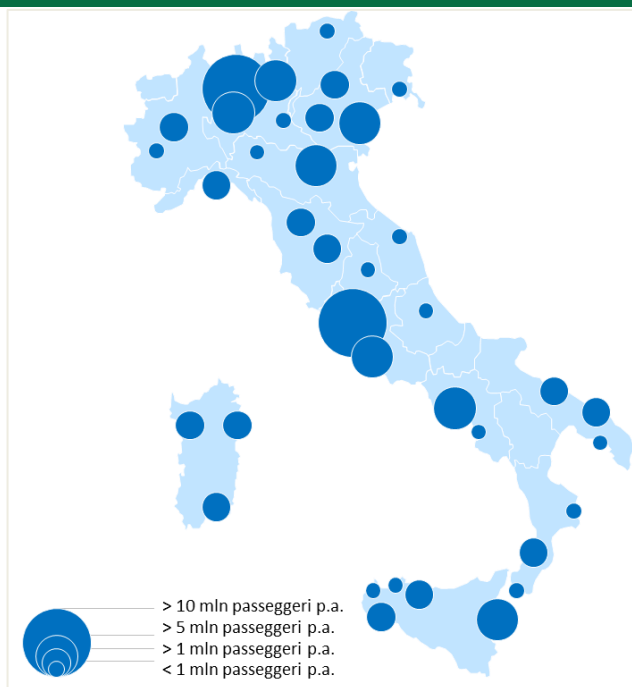 > 10 mln passeggeri p.a.
> 5 mln passeggeri p.a.
> 1 mln passeggeri p.a.
< 1 mln passeggeri p.a.